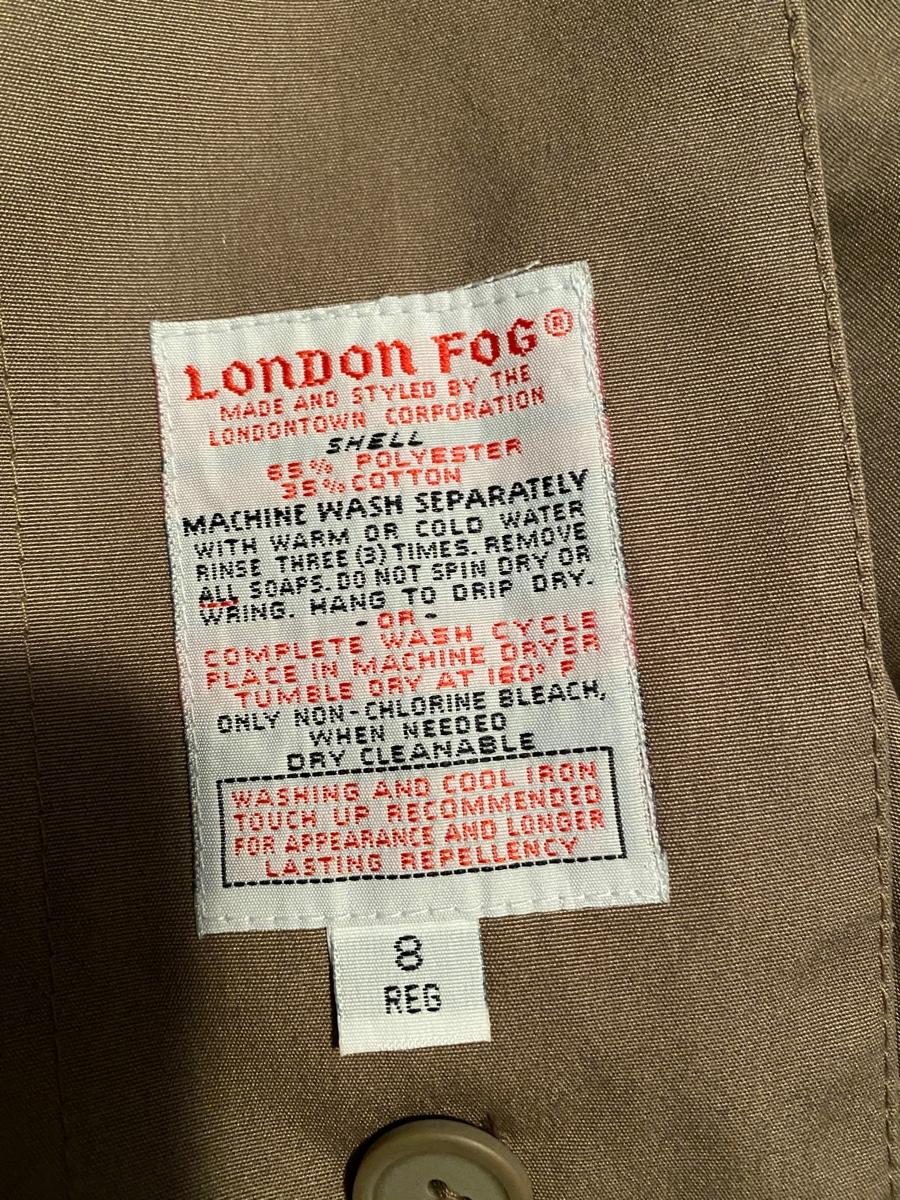 LONDON FOG®
MADE AND STYLED BY THE
LONDONTOWN CORPORATION
SHELL
65% POLYESTER
35% COTTON
MACHINE WASH SEPARATELY
WITH WARM OR COLD WATER
RINSE THREE (3) TIMES. REMOVE
ALL SOAPS. DO NOT SPIN DRY OR
WRING. HANG TO DRIP DRY.
- OR -
COMPLETE WASH CYCLE
PLACE IN MACHINE DRYER
TUMBLE DRY AT 160° F
ONLY NON-CHLORINE BLEACH,
WHEN NEEDED
DRY CLEANABLE
WASHING AND COOL IRON
TOUCH UP RECOMMENDED
FOR APPEARANCE AND LONGER
LASTING REPELLENCY
8
REG